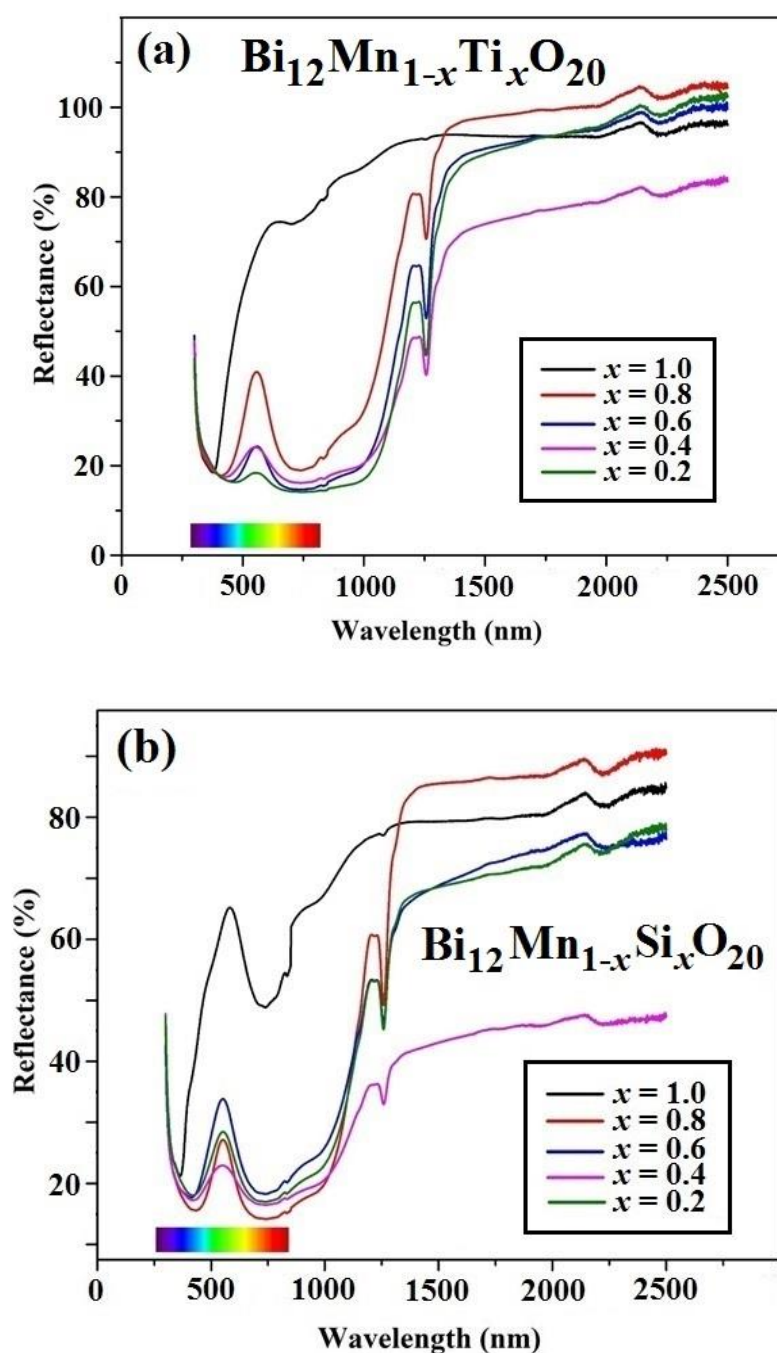 (a) Bi₁₂Mn₁₋ₓTiₓO₂₀
100
80
60
40
20
0
Reflectance (%)
x = 1.0
x = 0.8
x = 0.6
x = 0.4
x = 0.2
0 500 1000 1250 1500 2000 2500
Wavelength (nm)
(b)
80
60
40
20
Reflectance (%)
Bi₁₂Mn₁₋ₓSiₓO₂₀
x = 1.0
x = 0.8
x = 0.6
x = 0.4
x = 0.2
0 500 1000 1500 2000 2500
Wavelength (nm)